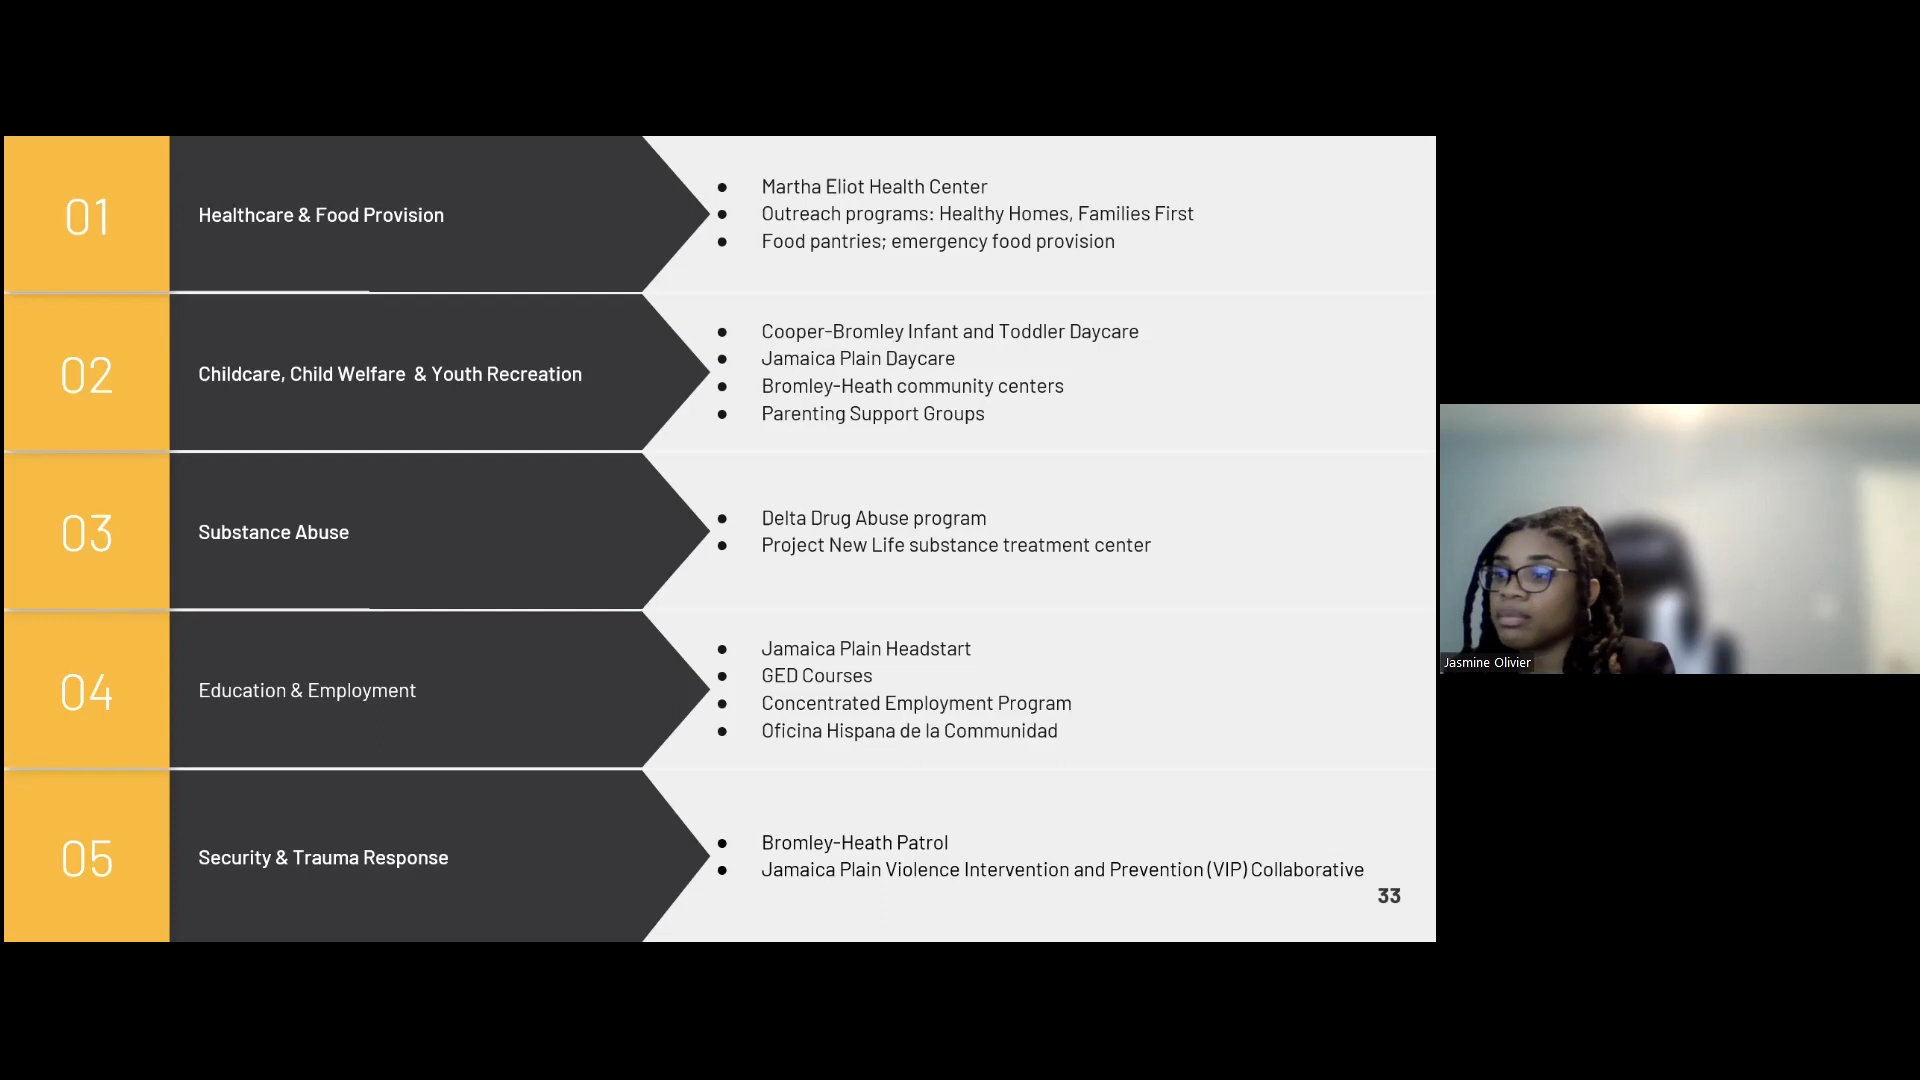 01
Healthcare & Food Provision
● Martha Eliot Health Center
● Outreach programs: Healthy Homes, Families First
● Food pantries; emergency food provision
02
Childcare, Child Welfare & Youth Recreation
● Cooper-Bromley Infant and Toddler Daycare
● Jamaica Plain Daycare
● Bromley-Heath community centers
● Parenting Support Groups
03
Substance Abuse
● Delta Drug Abuse program
● Project New Life substance treatment center
04
Education & Employment
● Jamaica Plain Headstart
● GED Courses
● Concentrated Employment Program
● Oficina Hispana de la Communidad
05
Security & Trauma Response
● Bromley-Heath Patrol
● Jamaica Plain Violence Intervention and Prevention (VIP) Collaborative
33
Jasmine Olivier